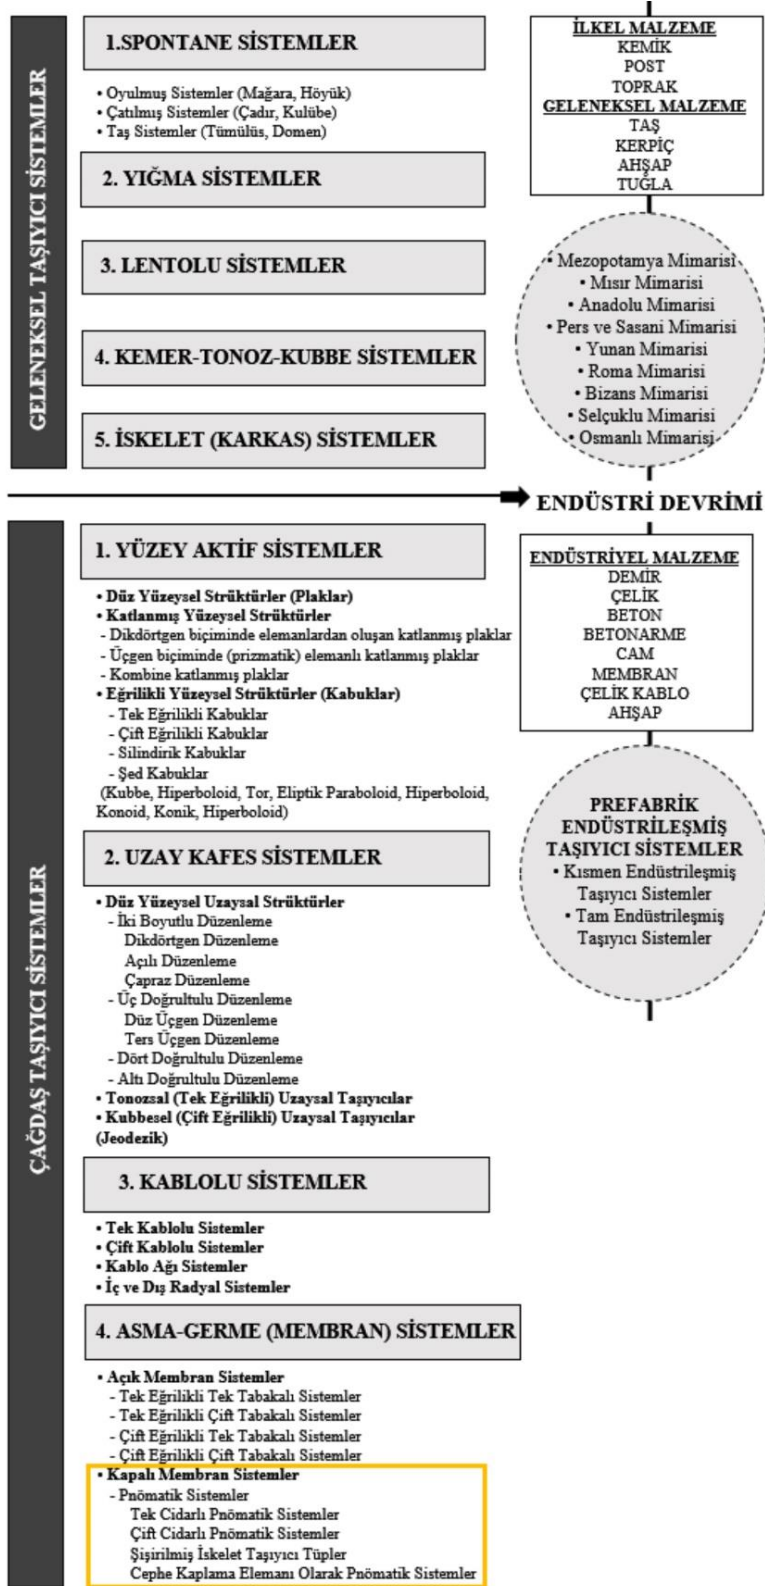 GELENEKSEL TAŞIYICI SİSTEMLER
1.SPONTANE SİSTEMLER
• Oyulmuş Sistemler (Mağara, Höyük)
• Çatılmış Sistemler (Çadır, Kulübe)
• Taş Sistemler (Tümülüs, Domen)
2. YIĞMA SİSTEMLER
3. LENTOLU SİSTEMLER
4. KEMER-TONOZ-KUBBE SİSTEMLER
5. İSKELET (KARKAS) SİSTEMLER
İLKEL MALZEME
KEMİK
POST
TOPRAK
GELENEKSEL MALZEME
TAŞ
KERPİÇ
AHŞAP
TUĞLA
• Mezopotamya Mimarisi
• Mısır Mimarisi
• Anadolu Mimarisi
• Pers ve Sasani Mimarisi
• Yunan Mimarisi
• Roma Mimarisi
• Bizans Mimarisi
• Selçuklu Mimarisi
• Osmanlı Mimarisi
ENDÜSTRİ DEVRİMİ
ÇAĞDAŞ TAŞIYICI SİSTEMLER
1. YÜZEY AKTİF SİSTEMLER
• Düz Yüzeysel Strüktürler (Plaklar)
• Katlanmış Yüzeysel Strüktürler
- Dikdörtgen biçiminde elemanlardan oluşan katlanmış plaklar
- Üçgen biçiminde (prizmatik) elemanlı katlanmış plaklar
- Kombine katlanmış plaklar
• Eğrilikli Yüzeysel Strüktürler (Kabuklar)
- Tek Eğrilikli Kabuklar
- Çift Eğrilikli Kabuklar
- Silindirik Kabuklar
- Şed Kabuklar
(Kubbe, Hiperboloid, Tor, Eliptik Paraboloid, Hiperboloid,
Konoid, Konik, Hiperboloid)
2. UZAY KAFES SİSTEMLER
• Düz Yüzeysel Uzaysal Strüktürler
- İki Boyutlu Düzenleme
Dikdörtgen Düzenleme
Açılı Düzenleme
Çapraz Düzenleme
- Üç Doğrultulu Düzenleme
Düz Üçgen Düzenleme
Ters Üçgen Düzenleme
- Dört Doğrultulu Düzenleme
- Altı Doğrultulu Düzenleme
• Tonozsal (Tek Eğrilikli) Uzaysal Taşıyıcılar
• Kubbesel (Çift Eğrilikli) Uzaysal Taşıyıcılar
(Jeodezik)
3. KABLOLU SİSTEMLER
• Tek Kablolu Sistemler
• Çift Kablolu Sistemler
• Kablo Ağı Sistemler
• İç ve Dış Radyal Sistemler
4. ASMA-GERME (MEMBRAN) SİSTEMLER
• Açık Membran Sistemler
- Tek Eğrilikli Tek Tabakalı Sistemler
- Tek Eğrilikli Çift Tabakalı Sistemler
- Çift Eğrilikli Tek Tabakalı Sistemler
- Çift Eğrilikli Çift Tabakalı Sistemler
• Kapalı Membran Sistemler
- Pnömatik Sistemler
Tek Cidarlı Pnömatik Sistemler
Çift Cidarlı Pnömatik Sistemler
Şişirilmiş İskelet Taşıyıcı Tüpler
Cephe Kaplama Elemanı Olarak Pnömatik Sistemler
ENDÜSTRİYEL MALZEME
DEMİR
ÇELİK
BETON
BETONARME
CAM
MEMBRAN
ÇELİK KABLO
AHŞAP
PREFABRİK
ENDÜSTRİLEŞMİŞ
TAŞIYICI SİSTEMLER
• Kısmen Endüstrileşmiş
Taşıyıcı Sistemler
• Tam Endüstrileşmiş
Taşıyıcı Sistemler